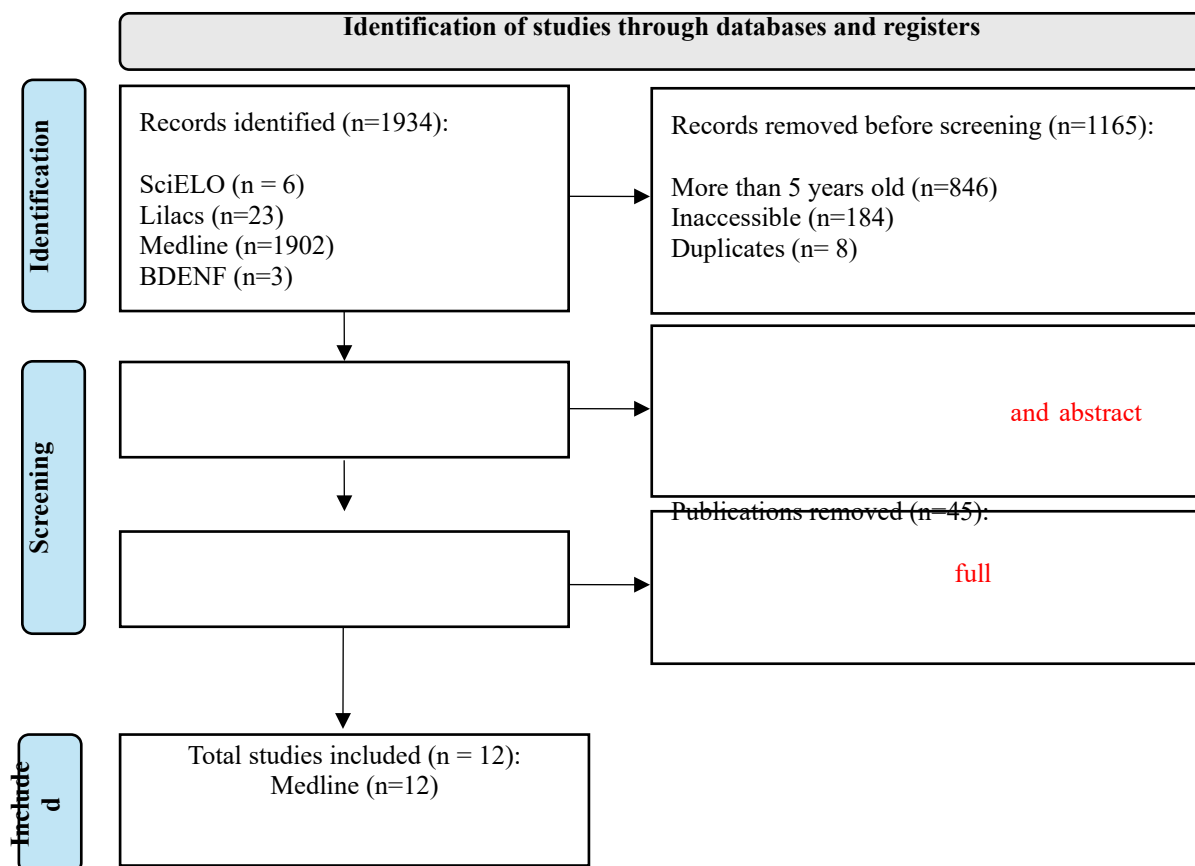 Identification of studies through databases and registers
Identification
Records identified (n=1934):
SciELO (n = 6)
Lilacs (n=23)
Medline (n=1902)
BDENF (n=3)
Records removed before screening (n=1165):
More than 5 years old (n=846)
Inaccessible (n=184)
Duplicates (n= 8)
Screening
and abstract
Publications removed (n=45):
full
Include
d
Total studies included (n = 12):
Medline (n=12)